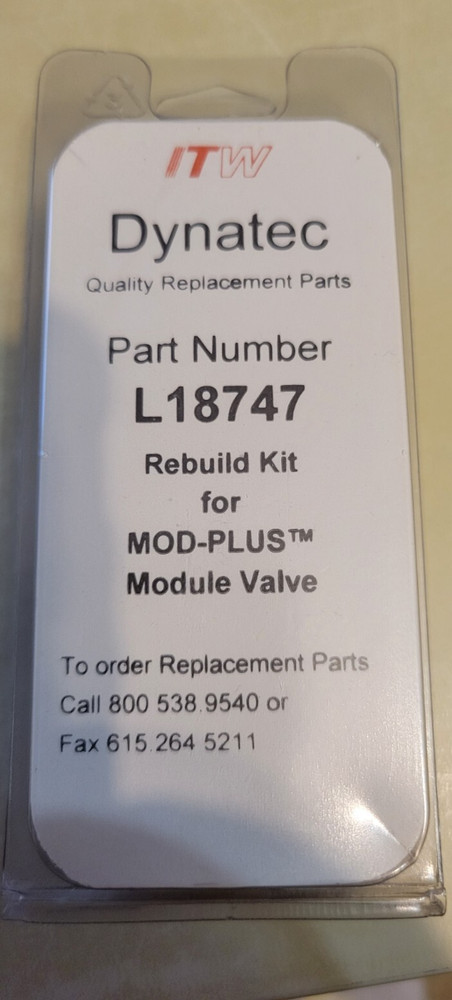 ITW
Dynatec
Quality Replacement Parts
Part Number
L18747
Rebuild Kit
for
MOD-PLUS™
Module Valve
To order Replacement Parts
Call 800 538.9540 or
Fax 615.264 5211